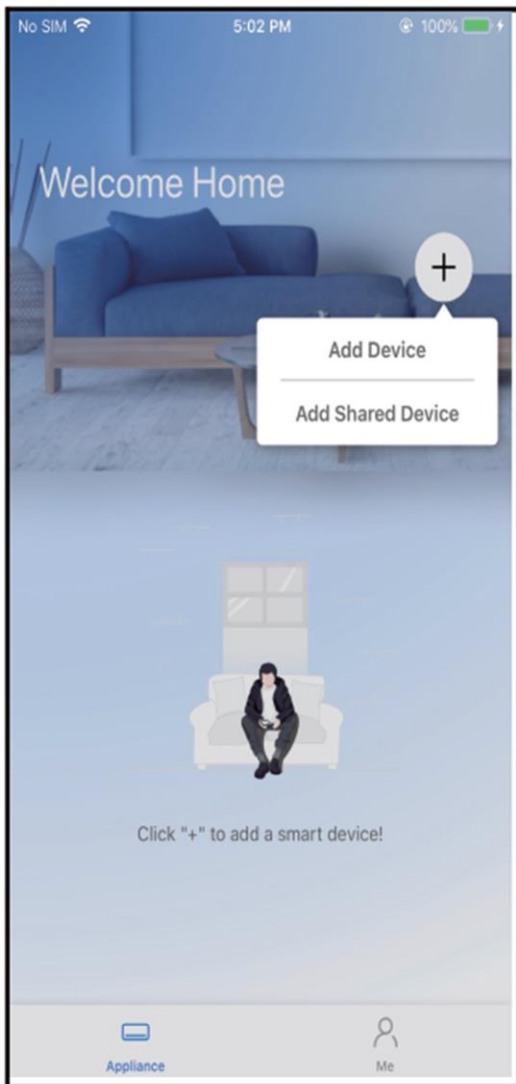 No SIM 5:02 PM 100%
Welcome Home
+
Add Device
Add Shared Device
Click "+" to add a smart device!
Appliance Me